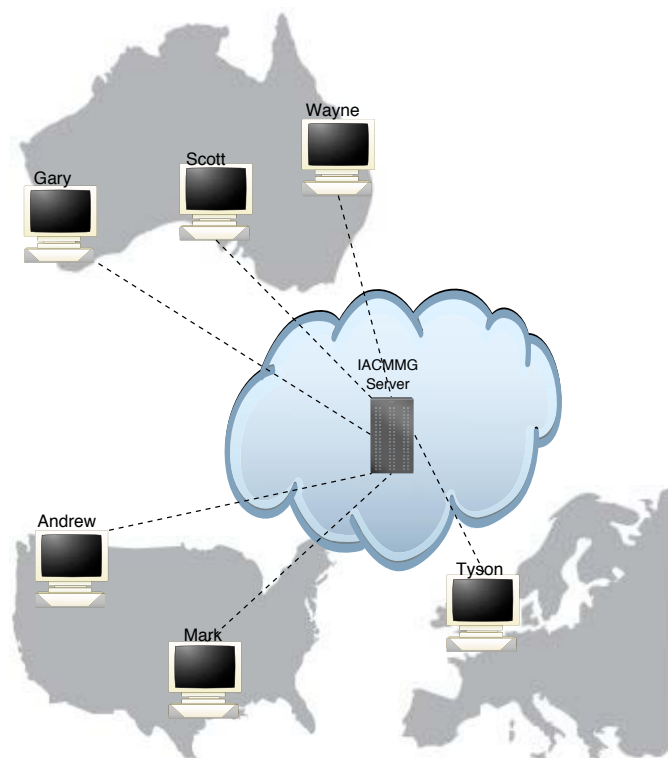 Wayne
Scott
Gary
IACMMG
Server
Andrew
Tyson
Mark